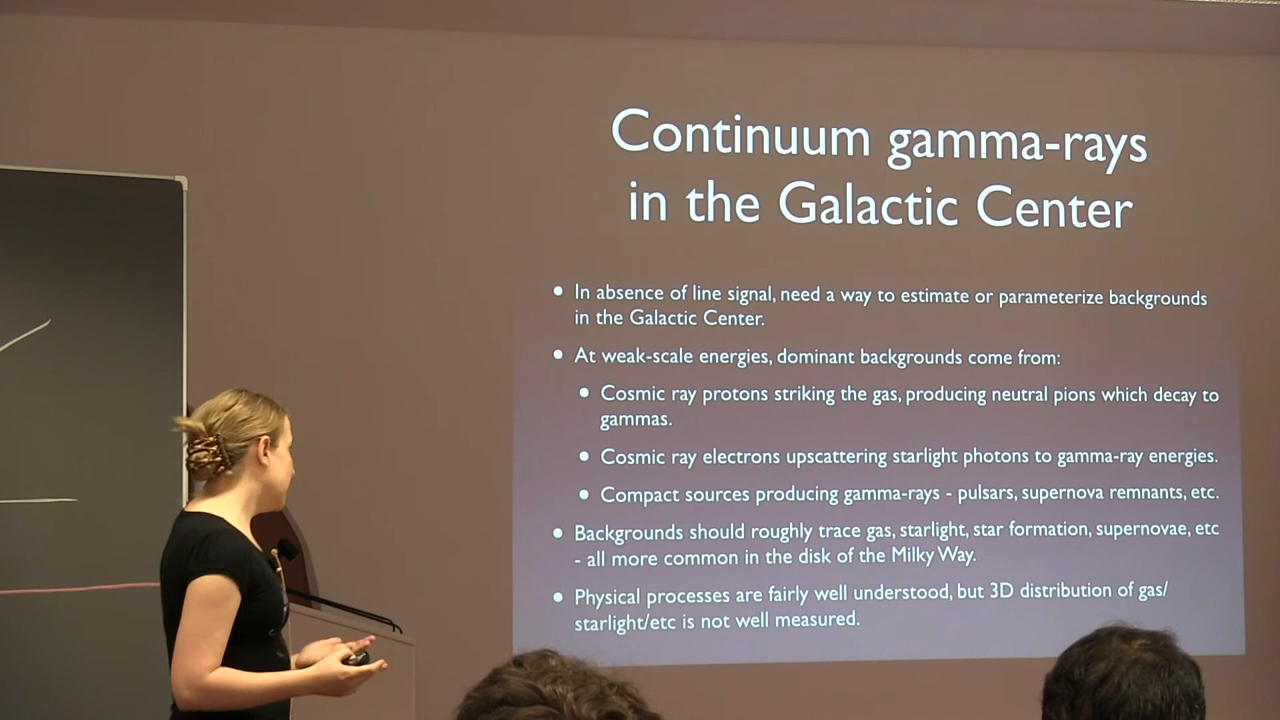 Continuum gamma-rays
in the Galactic Center
• In absence of line signal, need a way to estimate or parameterize backgrounds
in the Galactic Center.
• At weak-scale energies, dominant backgrounds come from:
• Cosmic ray protons striking the gas, producing neutral pions which decay to
gammas.
• Cosmic ray electrons upscattering starlight photons to gamma-ray energies.
• Compact sources producing gamma-rays - pulsars, supernova remnants, etc.
• Backgrounds should roughly trace gas, starlight, star formation, supernovae, etc
- all more common in the disk of the Milky Way.
• Physical processes are fairly well understood, but 3D distribution of gas/
starlight/etc is not well measured.